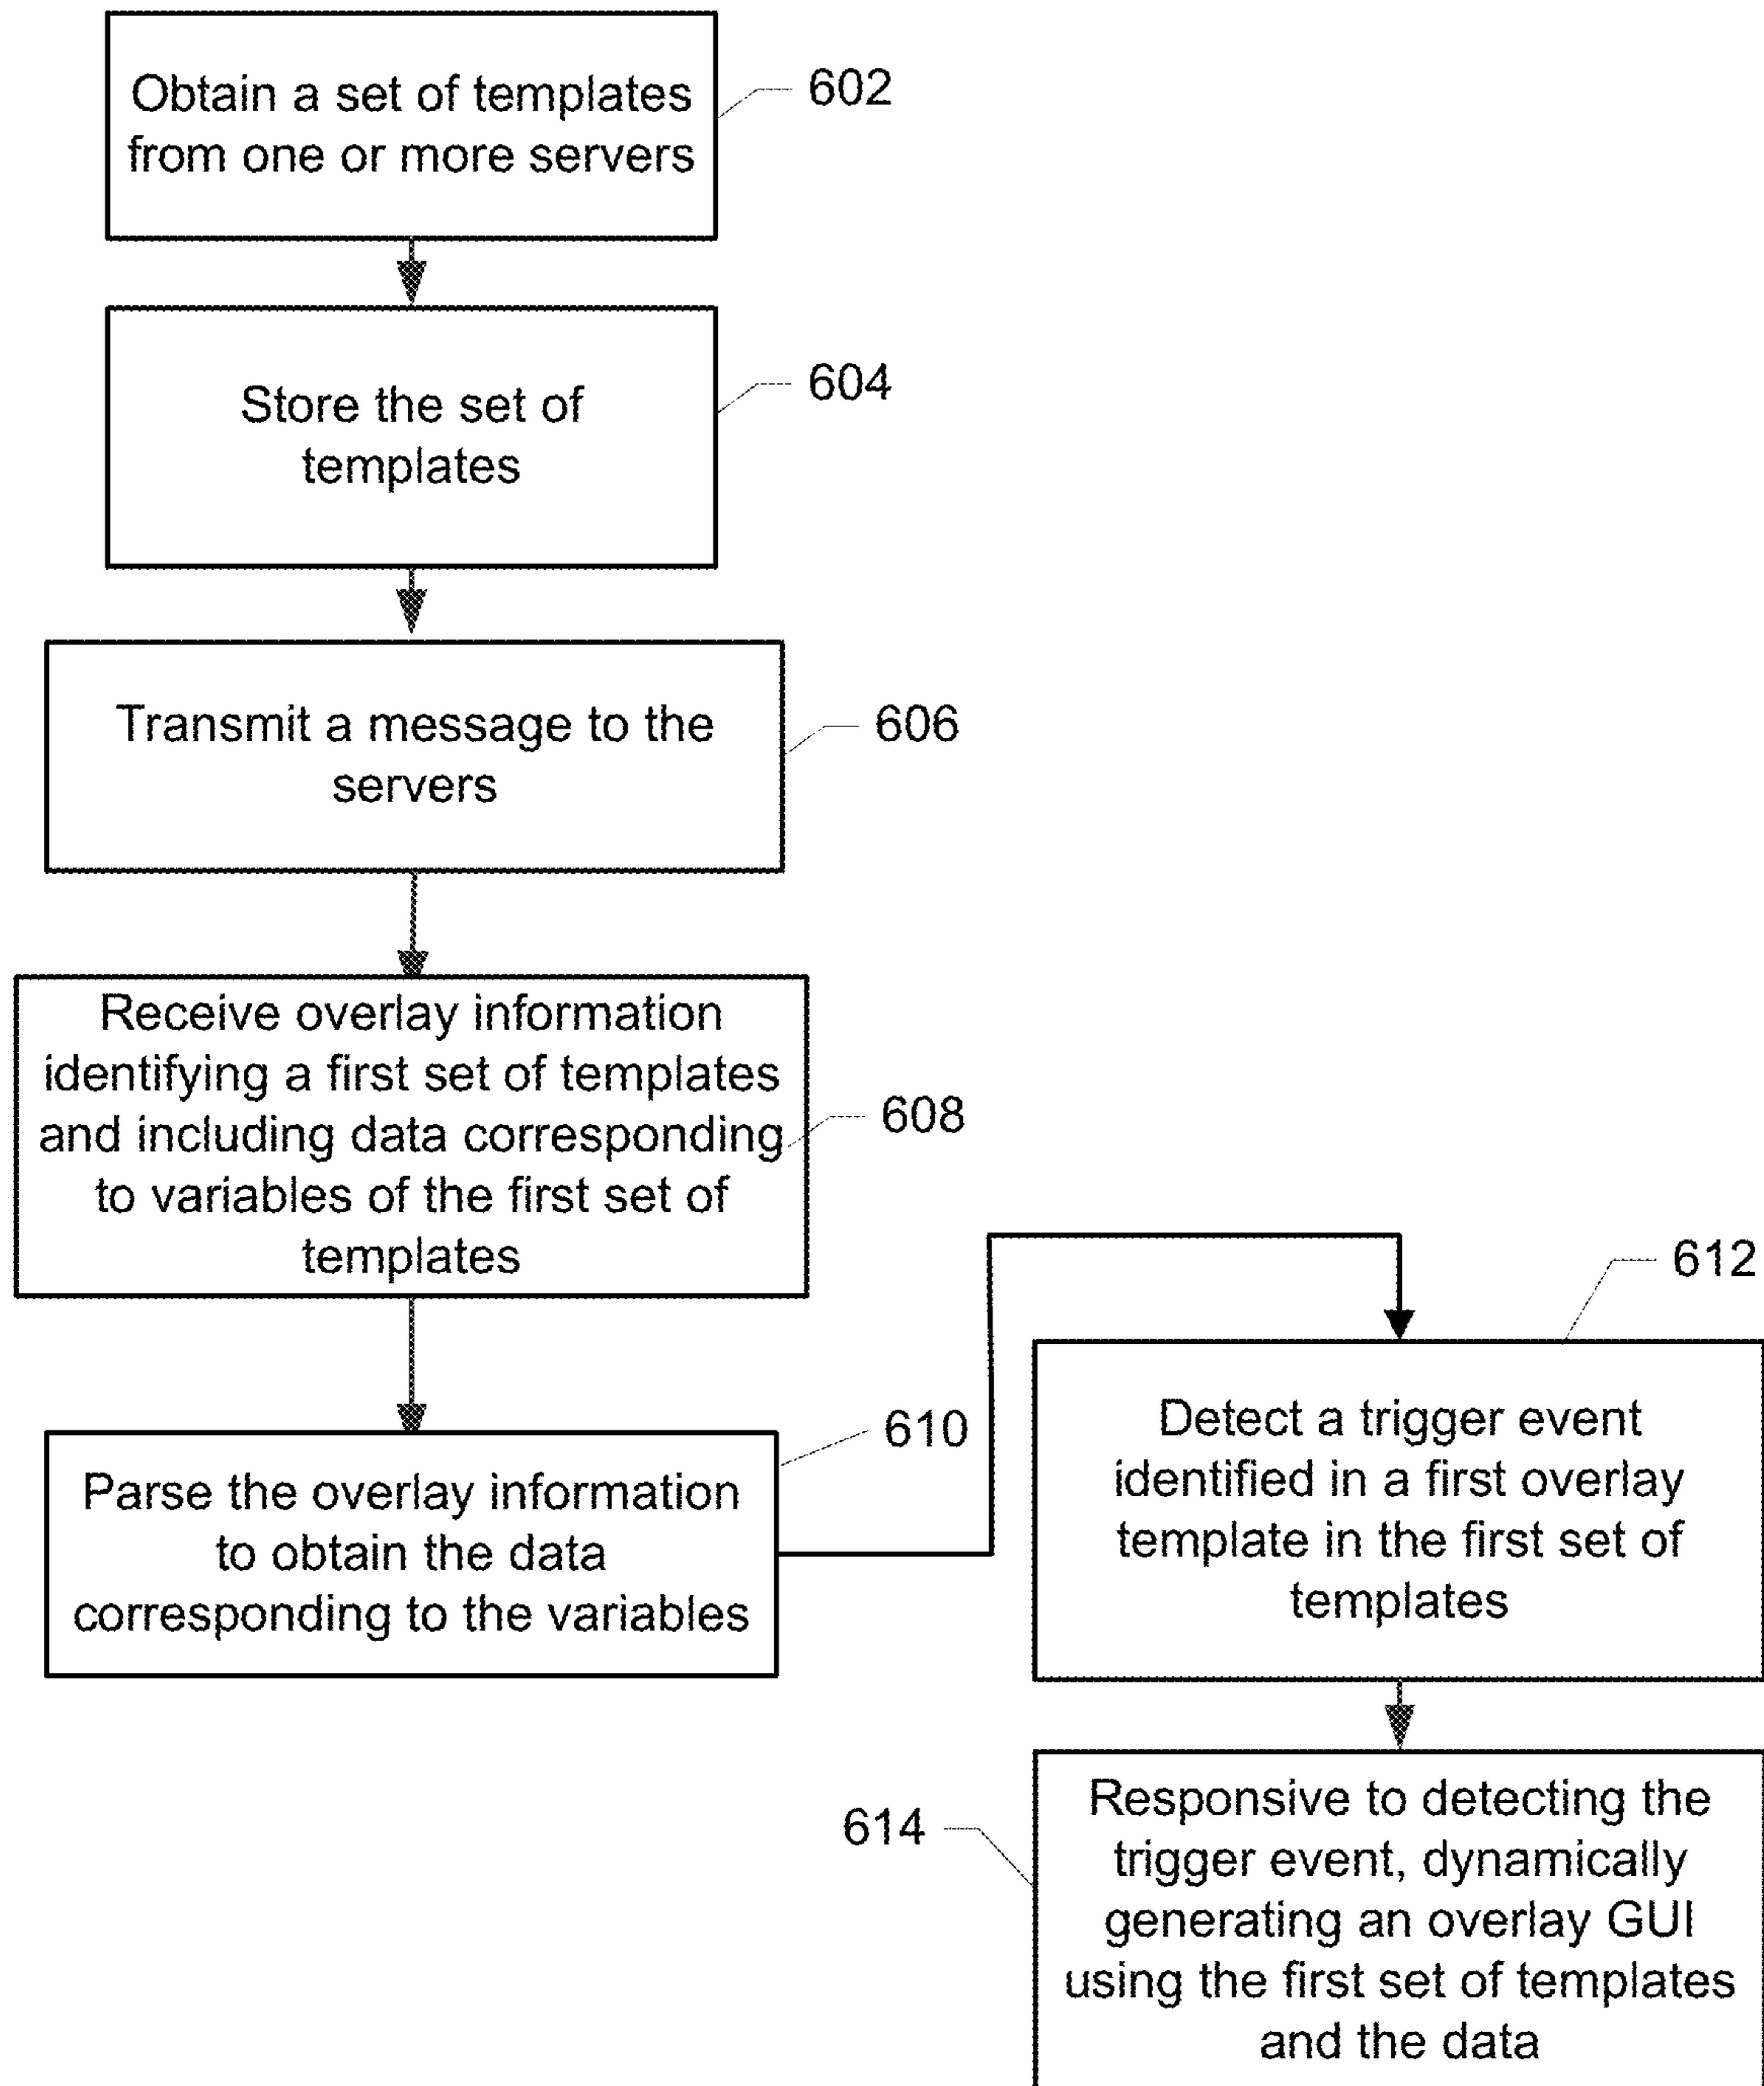 Obtain a set of templates
from one or more servers
602
Store the set of
templates
604
Transmit a message to the
servers
606
Receive overlay information
identifying a first set of templates
and including data corresponding
to variables of the first set of
templates
608
Parse the overlay information
to obtain the data
corresponding to the variables
610
612
Detect a trigger event
identified in a first overlay
template in the first set of
templates
614
Responsive to detecting the
trigger event, dynamically
generating an overlay GUI
using the first set of templates
and the data